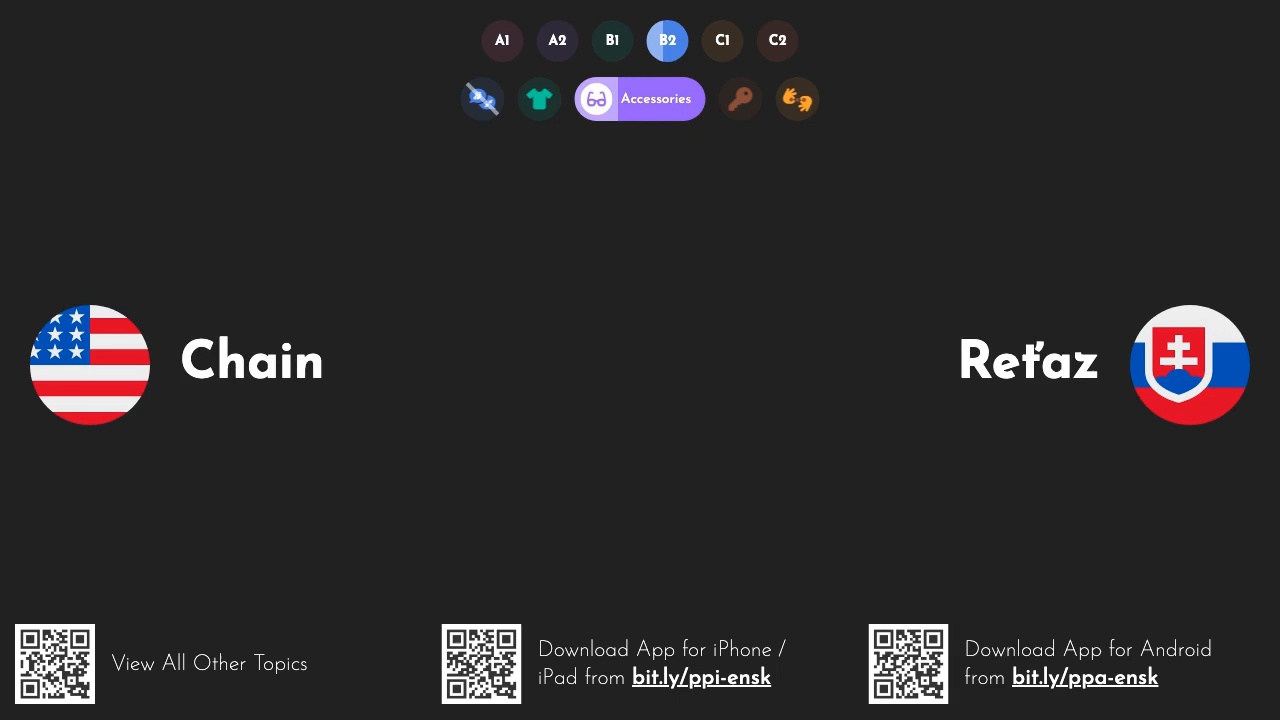 A1 A2 B1 B2 C1 C2
Accessories
Chain
Reťaz
View All Other Topics
Download App for iPhone /
iPad from bit.ly/ppi-ensk
Download App for Android
from bit.ly/ppa-ensk